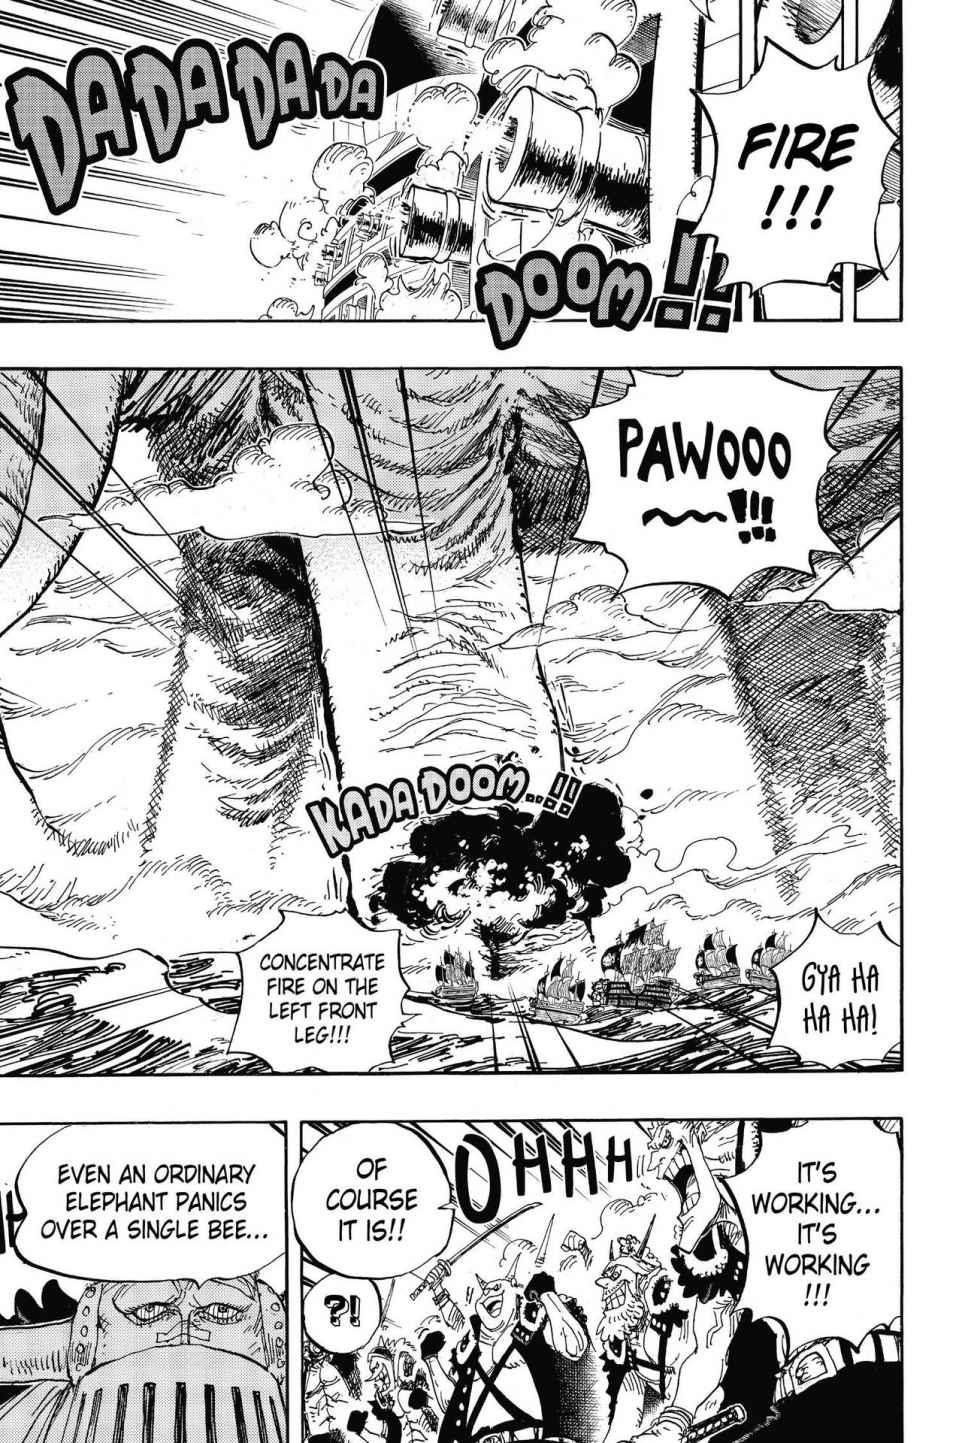 FIRE
!!!
DA DA DA DA
DOOM!!
PAWOOO
~!!!
KADA DOOM...!!
GYA HA
HA HA!
CONCENTRATE
FIRE ON THE
LEFT FRONT
LEG!!!
IT'S
WORKING...
IT'S
WORKING
!!!
OHHH
OF
COURSE
IT IS!!
?!
EVEN AN ORDINARY
ELEPHANT PANICS
OVER A SINGLE BEE...